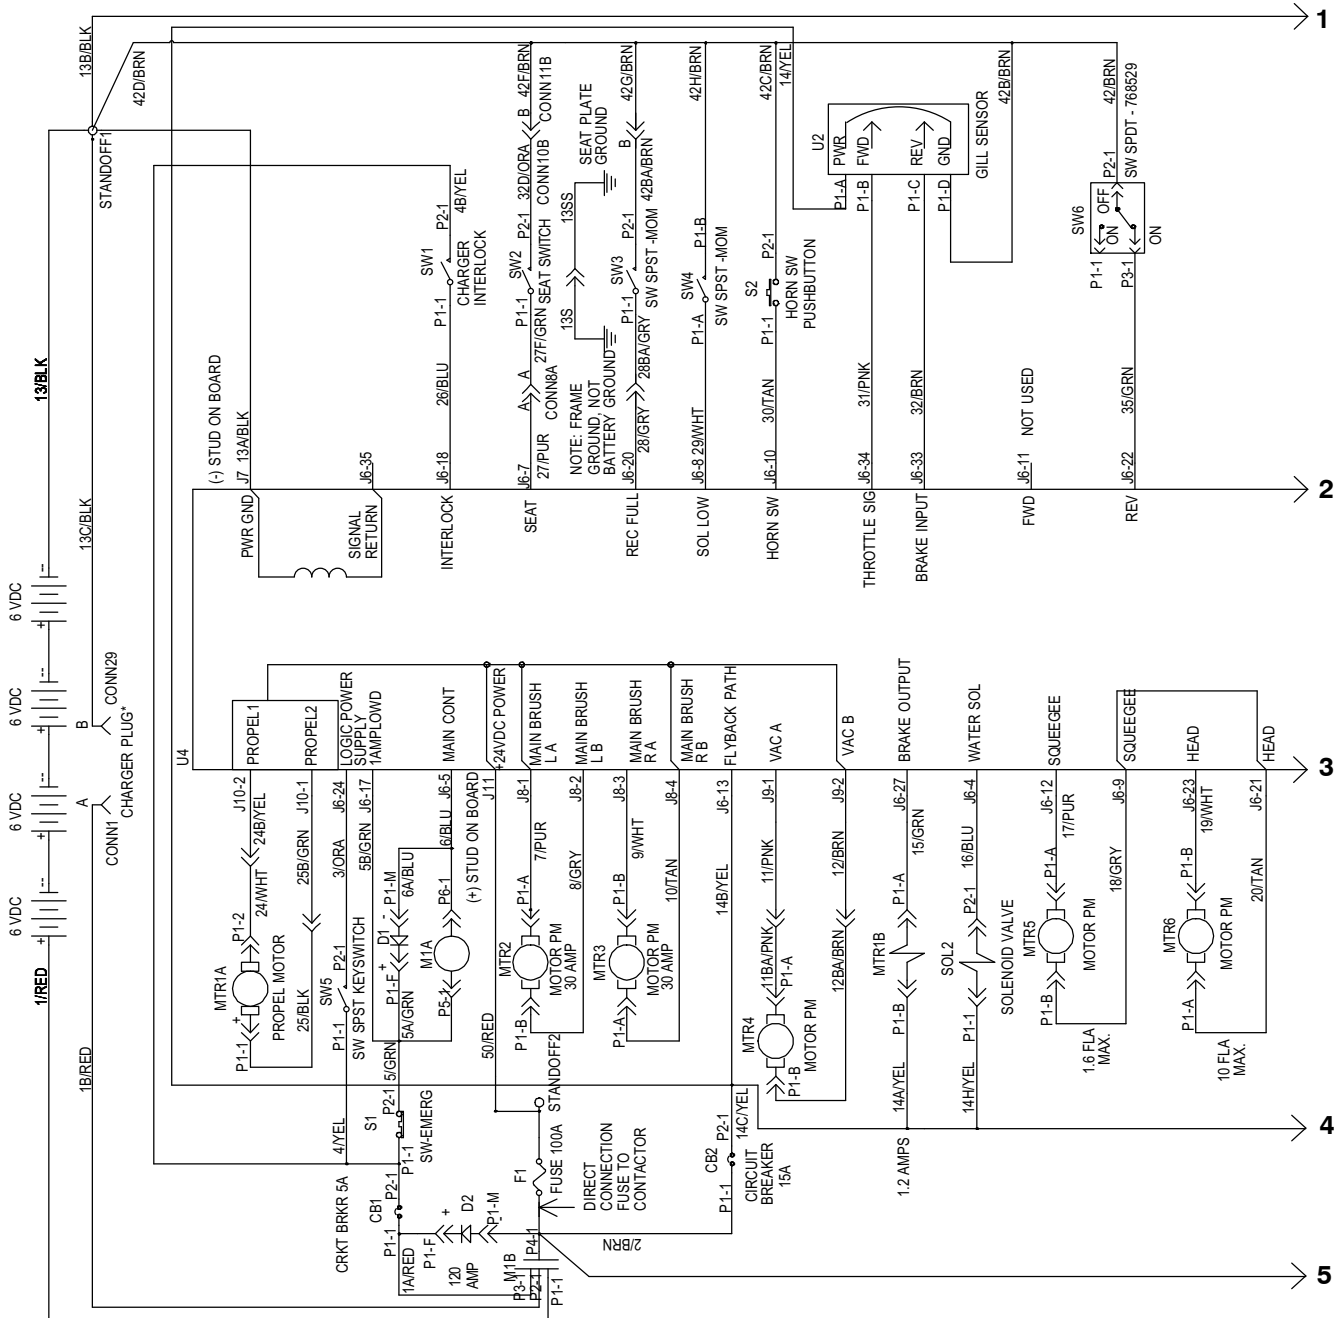 1
13B/BLK
42D/BRN
STANDOFF1
13/BLK
13C/BLK
(-) STUD ON BOARD
J7 13A/BLK
J6-35
PWR GND
SIGNAL
RETURN
P2-1 4B/YEL
SW1
CHARGER
INTERLOCK
P1-1
26/BLU
J6-18
INTERLOCK
42F/BRN
B
CONN11B
32D/ORA
CONN10B
P2-1
SW2
SEAT SWITCH
P1-1
27F/GRN
A
A
CONN8A
27/PUR
J6-7
SEAT
SEAT PLATE
GROUND
13SS
13S
NOTE: FRAME
GROUND, NOT
BATTERY GROUND
42G/BRN
B
42BA/BRN
P2-1
SW3
SW SPST -MOM
P1-1
28BA/GRY
28/GRY
J6-20
REC FULL
42H/BRN
P1-B
SW4
SW SPST -MOM
P1-A
J6-8 29/WHT
SOL LOW
42C/BRN
14/YEL
P2-1
S2
HORN SW
PUSHBUTTON
P1-1
30/TAN
J6-10
HORN SW
U2
PWR
FWD
REV
GND
GILL SENSOR
P1-A
P1-B
P1-C
P1-D
31/PNK
J6-34
THROTTLE SIG
32/BRN
J6-33
BRAKE INPUT
42B/BRN
J6-11 NOT USED
FWD
42/BRN
SW SPDT - 768529
P2-1
SW6
OFF
ON
ON
P1-1
P3-1
35/GRN
J6-22
REV
2
6 VDC
+
--
6 VDC
+
--
6 VDC
+
--
6 VDC
+
--
B
CONN29
CHARGER PLUG*
A
CONN1
1/RED
1B/RED
U4
PROPEL1
PROPEL2
LOGIC POWER
SUPPLY
1AMPLOWD
MAIN CONT
+24VDC POWER
MAIN BRUSH
L A
MAIN BRUSH
L B
MAIN BRUSH
R A
MAIN BRUSH
R B
FLYBACK PATH
VAC A
VAC B
BRAKE OUTPUT
WATER SOL
SQUEEGEE
SQUEEGEE
HEAD
HEAD
3
J10-2
24B/YEL
24/WHT
P1-2
MTR1A
+
PROPEL MOTOR
P1-1
J10-1
25B/GRN
25/BLK
J6-24
3/ORA
P2-1
SW5
SW SPST KEYSWITCH
P1-1
4/YEL
J6-17
5B/GRN
P1-M
6A/BLU
D1
-
+
P1-F
5A/GRN
5/GRN
J6-5
6/BLU
P6-1
M1A
P5-1
J11
(+) STUD ON BOARD
50/RED
J8-1
7/PUR
P1-A
MTR2
MOTOR PM
30 AMP
P1-B
J8-2
8/GRY
J8-3
9/WHT
P1-B
MTR3
MOTOR PM
30 AMP
P1-A
J8-4
10/TAN
J6-13
14B/YEL
J9-1
11/PNK
11BA/PNK
P1-A
MTR4
MOTOR PM
P1-B
J9-2
12/BRN
12BA/BRN
J6-27
15/GRN
P1-A
MTR1B
P1-B
14A/YEL
1.2 AMPS
J6-4
16/BLU
P2-1
SOL2
SOLENOID VALVE
P1-1
14H/YEL
J6-12
17/PUR
P1-A
MTR5
MOTOR PM
P1-B
1.6 FLA
MAX.
J6-9
18/GRY
J6-23
19/WHT
P1-B
MTR6
MOTOR PM
P1-A
10 FLA
MAX.
J6-21
20/TAN
4
P2-1
S1
SW-EMERG
P1-1
P2-1
CB1
CRKT BRKR 5A
P1-1
1A/RED
P1-F
+
D2
-
P1-M
120
AMP
STANDOFF2
F1
FUSE 100A
DIRECT
CONNECTION
FUSE TO
CONTACTOR
P4-1
M1B
P3-1
P2-1
P1-1
2/BRN
14C/YEL
P2-1
CB2
CIRCUIT
BREAKER
15A
P1-1
5